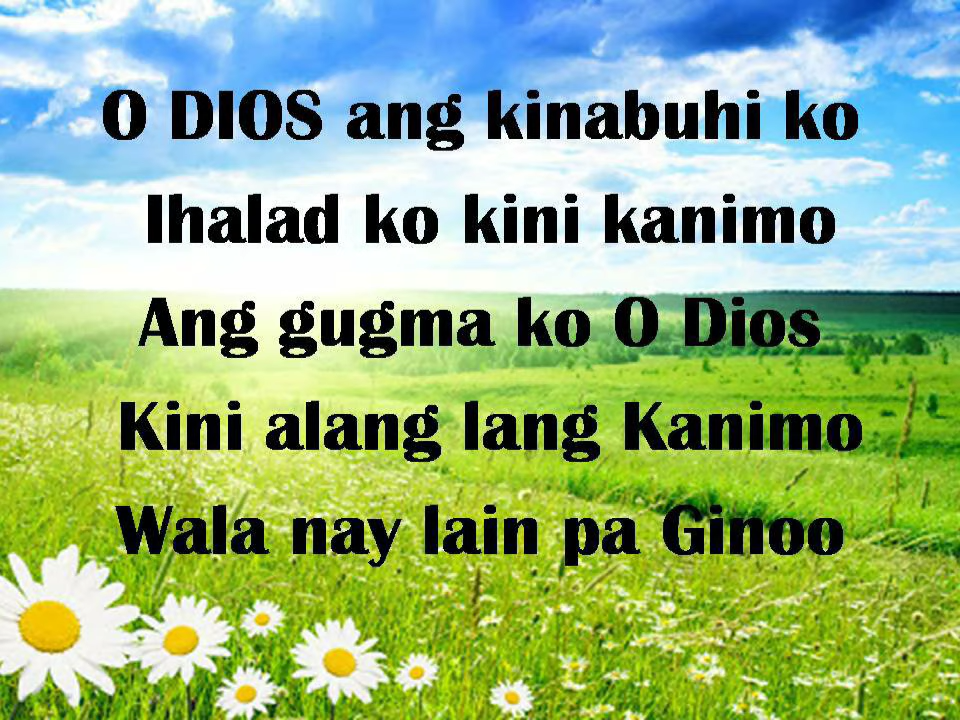 O DIOS ang kinabuhi ko
Ihalad ko kini kanimo
Ang gugma ko O Dios
Kini alang lang Kanimo
Wala nay lain pa Ginoo